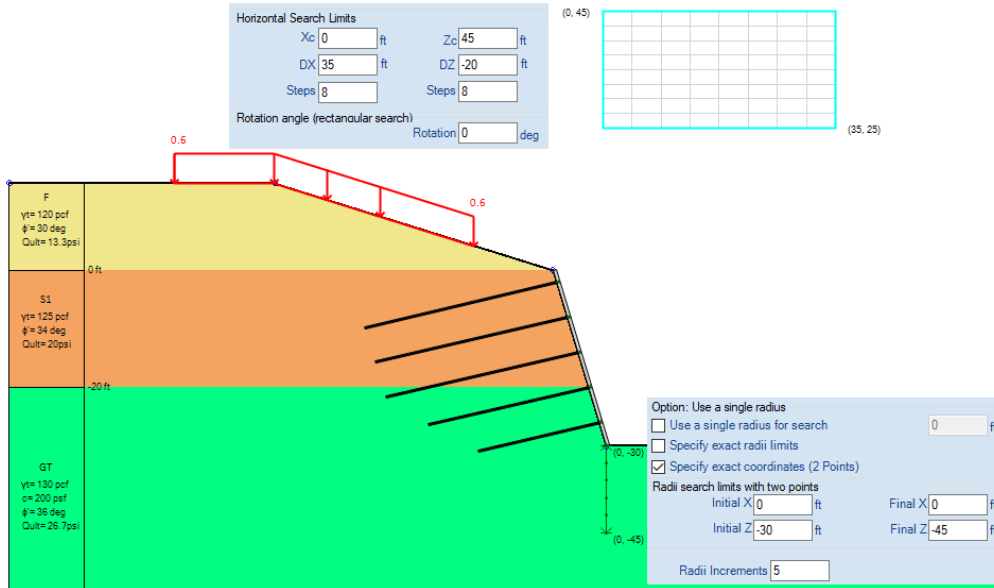 Horizontal Search Limits
Xc 0 ft Zc 45 ft
DX 35 ft DZ -20 ft
Steps 8 Steps 8
Rotation angle (rectangular search)
Rotation 0 deg
(0, 45)
(35, 25)
0.6
0.6
F
γt= 120 pcf
ϕ'= 30 deg
Qult= 13.3psi
0 ft
S1
γt= 125 pcf
ϕ'= 34 deg
Qult= 20psi
-20 ft
GT
γt= 130 pcf
c= 200 psf
ϕ'= 36 deg
Qult= 26.7psi
(0, -30)
(0, -45)
Option: Use a single radius
Use a single radius for search 0 f
Specify exact radii limits
Specify exact coordinates (2 Points)
Radii search limits with two points
Initial X 0 ft Final X 0 ft
Initial Z -30 ft Final Z -45 ft
Radii Increments 5